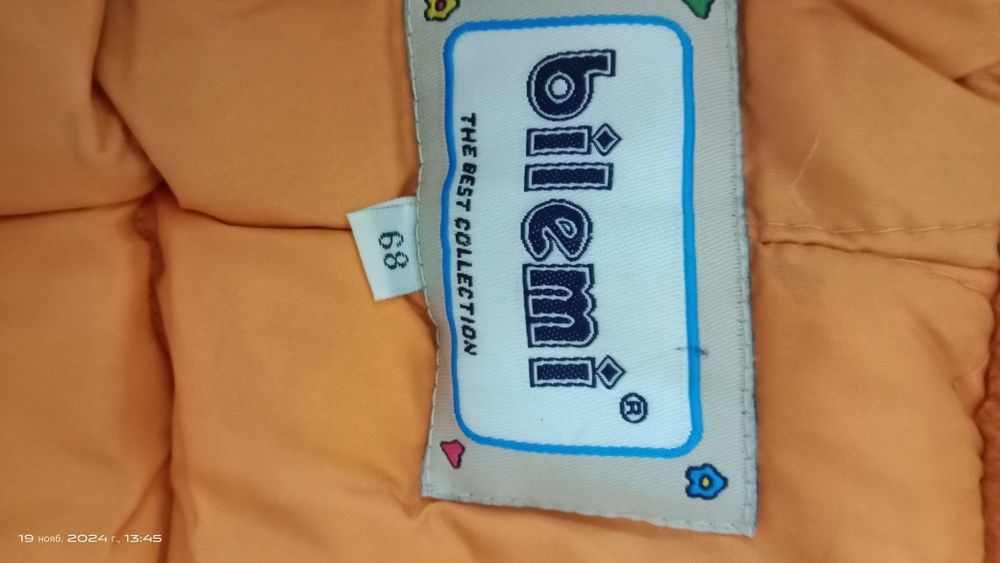 bilemi®
THE BEST COLLECTION
68
19 нояб. 2024 г., 13:45